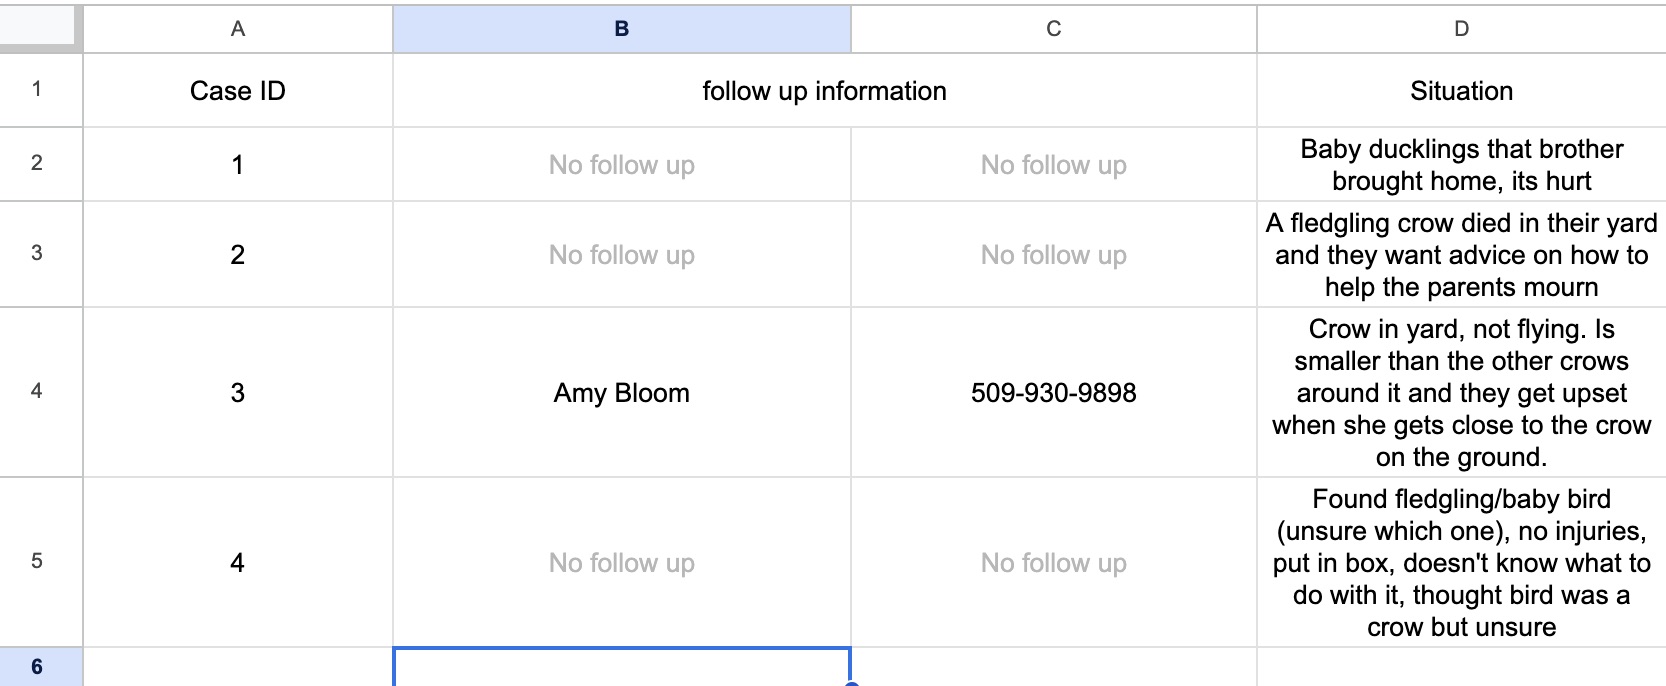 A B C D
1 Case ID follow up information Situation
2 1 No follow up No follow up Baby ducklings that brother
brought home, its hurt
3 2 No follow up No follow up A fledgling crow died in their yard
and they want advice on how to
help the parents mourn
4 3 Amy Bloom 509-930-9898 Crow in yard, not flying. Is
smaller than the other crows
around it and they get upset
when she gets close to the crow
on the ground.
5 4 No follow up No follow up Found fledgling/baby bird
(unsure which one), no injuries,
put in box, doesn't know what to
do with it, thought bird was a
crow but unsure
6